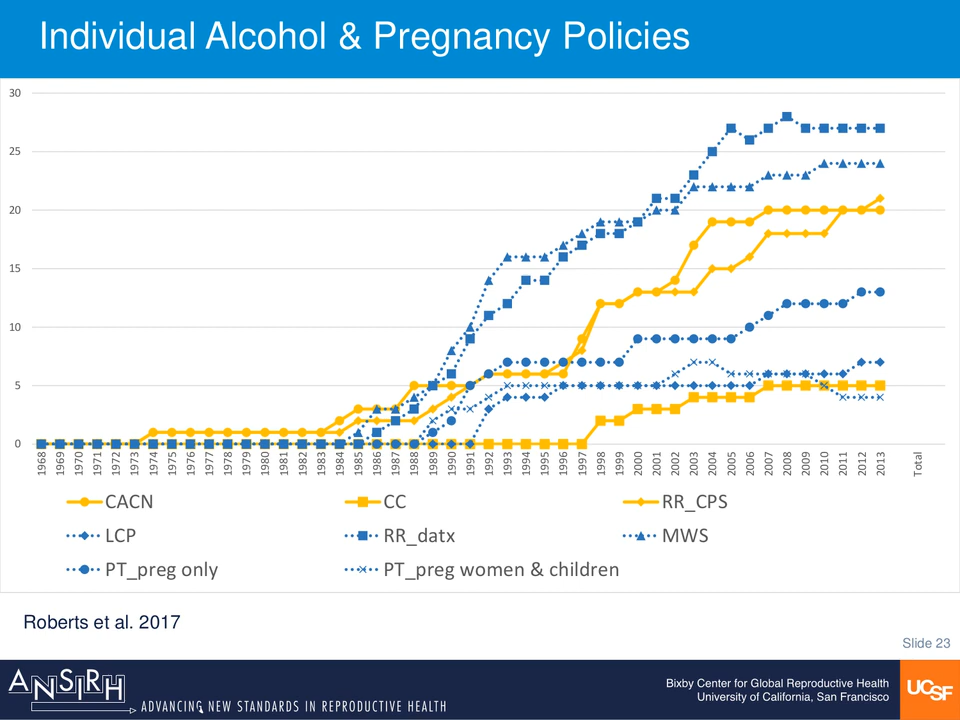 Individual Alcohol & Pregnancy Policies
30
25
20
15
10
5
0
1968 1969 1970 1971 1972 1973 1974 1975 1976 1977 1978 1979 1980 1981 1982 1983 1984 1985 1986 1987 1988 1989 1990 1991 1992 1993 1994 1995 1996 1997 1998 1999 2000 2001 2002 2003 2004 2005 2006 2007 2008 2009 2010 2011 2012 2013 Total
CACN CC RR_CPS
LCP RR_datx MWS
PT_preg only PT_preg women & children
Roberts et al. 2017
Slide 23
ANSIRH
ADVANCING NEW STANDARDS IN REPRODUCTIVE HEALTH
Bixby Center for Global Reproductive Health
University of California, San Francisco
UCSF